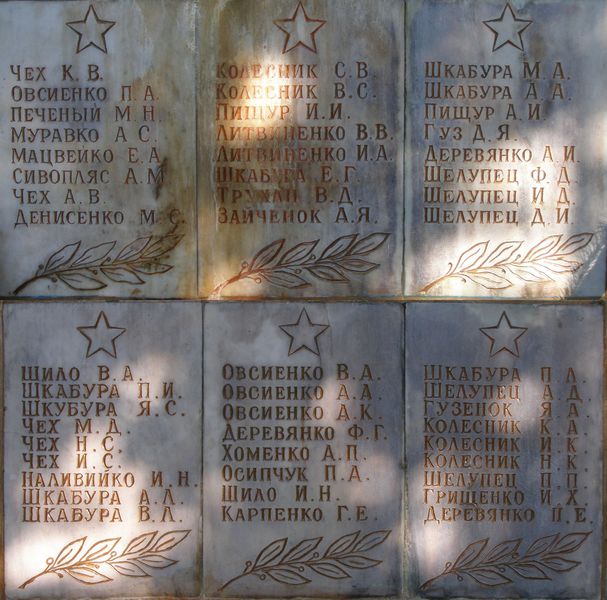 Чех К.В.
Овсиенко П.А.
Печеный М.Н.
Муравко А.С.
Мацвейко Е.А.
Сивопляс А.М
Чех А.В.
Денисенко М.С.
Колесник С.В.
Колесник В.С.
Пищур И.И.
Литвиненко В.В.
Литвиненко И.А.
Шкабура Е.Г.
Трухан В.Д.
Зайченок А.Я.
Шкабура М.А.
Шкабура А.А.
Пищур А.И.
Гуз Д.Я.
Деревянко А.И.
Шелупец Ф.Д.
Шелупец И.Д.
Шелупец Д.И.
Шило В.А.
Шкабура П.И.
Шкубура Я.С.
Чех М.Д.
Чех Н.С.
Чех И.С.
Наливийко И.Н.
Шкабура А.Л.
Шкабура В.Л.
Овсиенко В.А.
Овсиенко А.А.
Овсиенко А.К.
Деревянко Ф.Г.
Хоменко А.П.
Осипчук П.А.
Шило И.Н.
Карпенко Г.Е.
Шкабура П.Л.
Шелупец А.Д.
Гузенок Я.А.
Колесник К.А.
Колесник И.К.
Колесник Н.К.
Шелупец П.П.
Грищенко И.Х.
Деревянко П.Е.